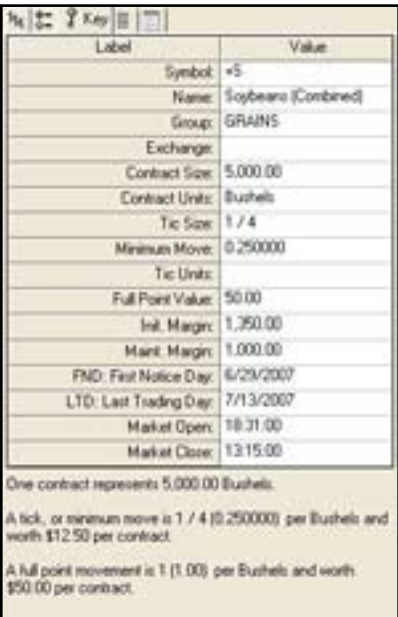 Key
Label Value
Symbol: +S
Name: Soybeans (Combined)
Group: GRAINS
Exchange:
Contract Size: 5,000.00
Contract Units: Bushels
Tic Size: 1 / 4
Minimum Move: 0.250000
Tic Units:
Full Point Value: 50.00
Init. Margin: 1,350.00
Maint. Margin: 1,000.00
FND: First Notice Day: 6/29/2007
LTD: Last Trading Day: 7/13/2007
Market Open: 18:31:00
Market Close: 13:15:00
One contract represents 5,000.00 Bushels.
A tick, or minimum move is 1 / 4 (0.250000) per Bushels and
worth $12.50 per contract.
A full point movement is 1 (1.00) per Bushels and worth
$50.00 per contract.